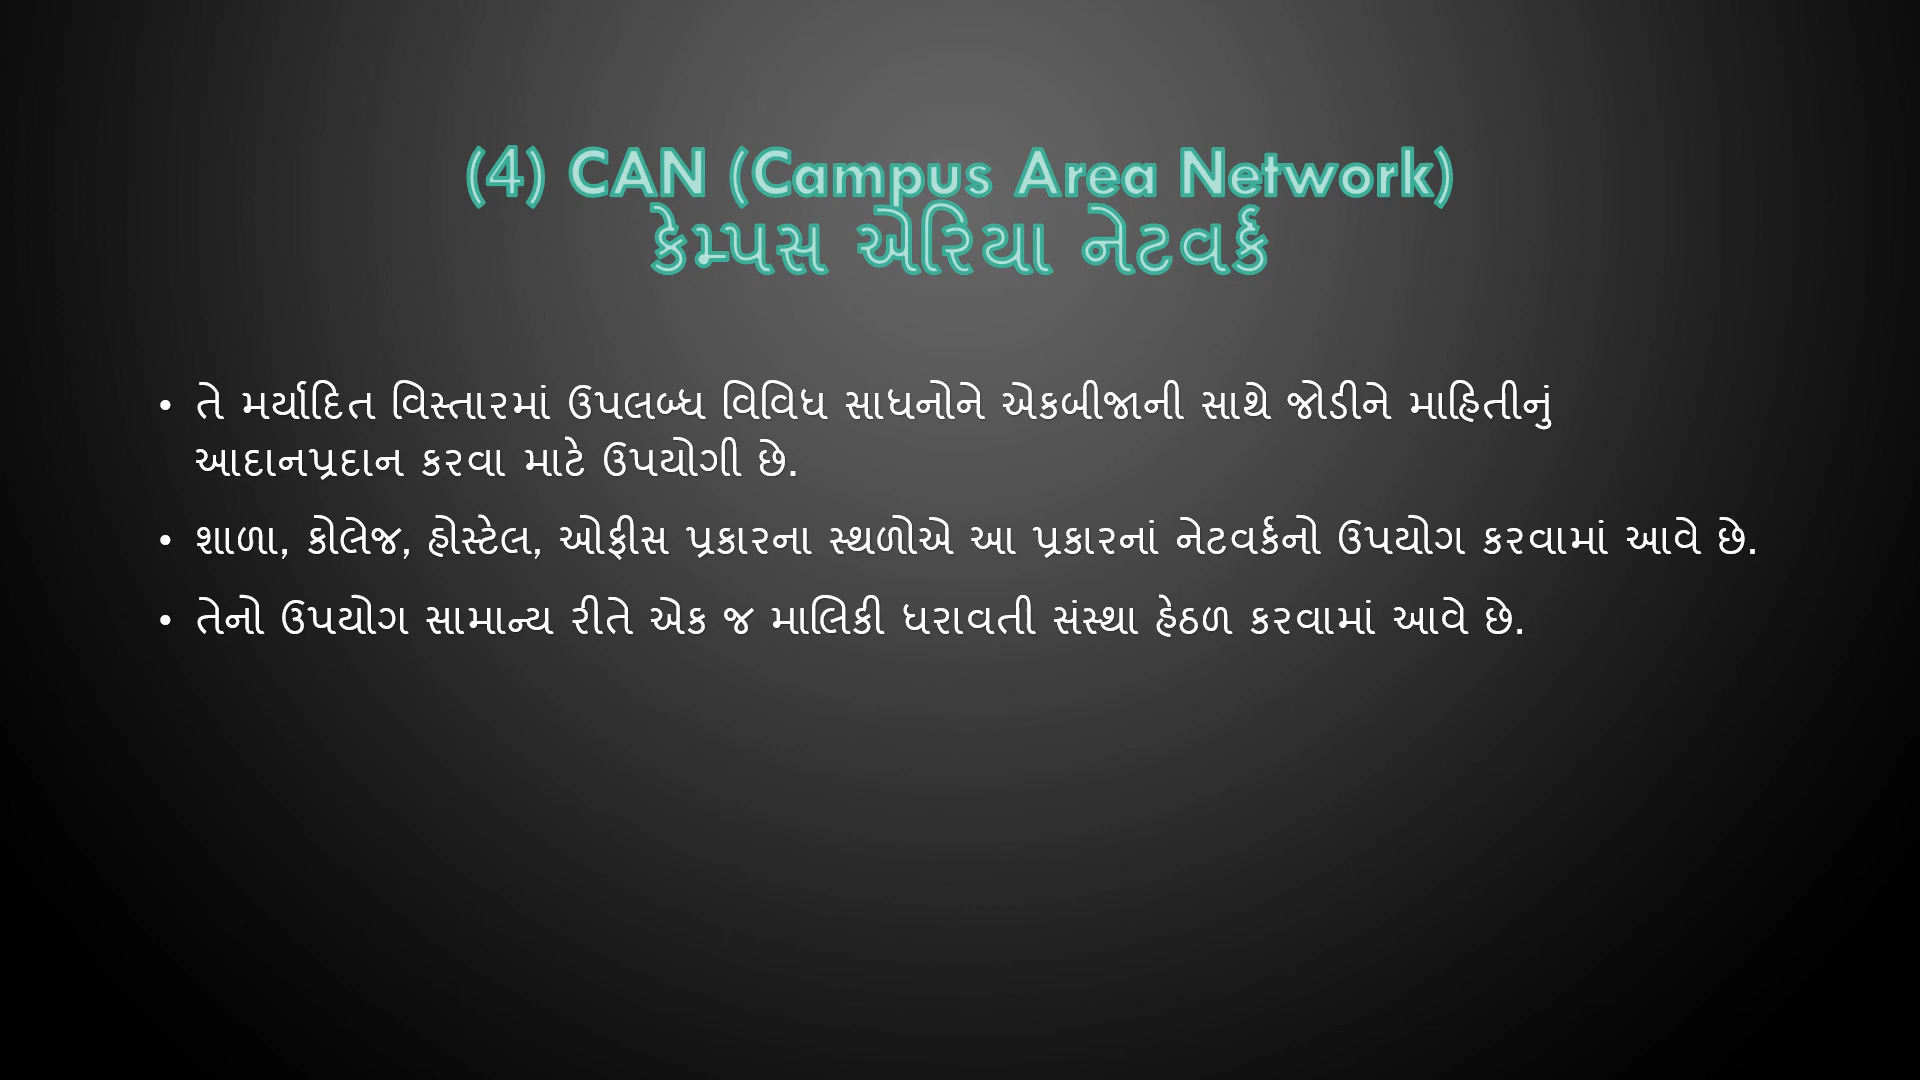 (4) CAN (Campus Area Network)
કેમ્પસ એરિયા નેટવર્ક
• તે મર્યાદિત વિસ્તારમાં ઉપલબ્ધ વિવિધ સાધનોને એકબીજાની સાથે જોડીને માહિતીનું
આદાનપ્રદાન કરવા માટે ઉપયોગી છે.
• શાળા, કોલેજ, હોસ્ટેલ, ઓફીસ પ્રકારના સ્થળોએ આ પ્રકારનાં નેટવર્કનો ઉપયોગ કરવામાં આવે છે.
• તેનો ઉપયોગ સામાન્ય રીતે એક જ માલિકી ધરાવતી સંસ્થા હેઠળ કરવામાં આવે છે.